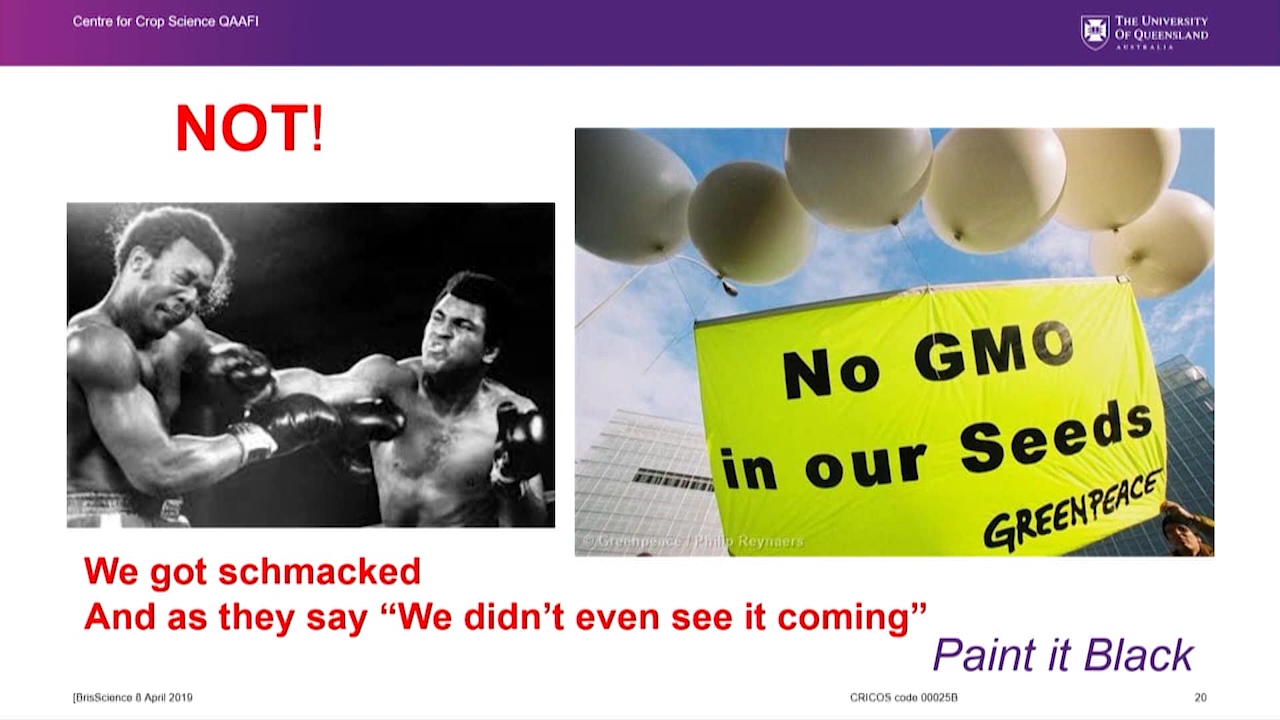 Centre for Crop Science QAAFI
THE UNIVERSITY
OF QUEENSLAND
AUSTRALIA
NOT!
No GMO
in our Seeds
GREENPEACE
© Greenpeace / Philip Reynaers
We got schmacked
And as they say “We didn’t even see it coming”
Paint it Black
[BrisScience 8 April 2019
CRICOS code 00025B
20